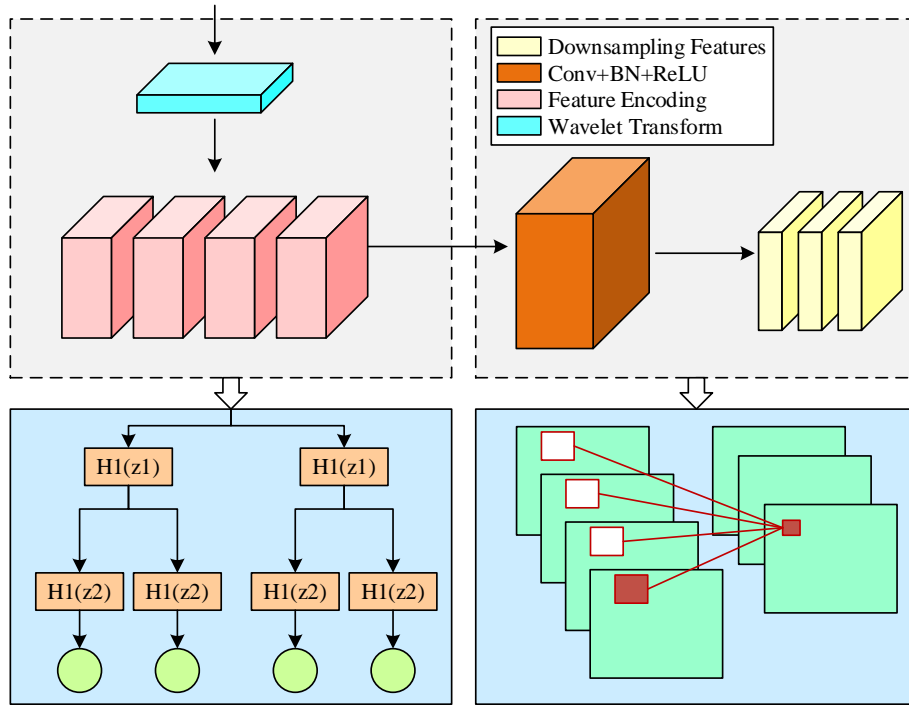 Downsampling Features
Conv+BN+ReLU
Feature Encoding
Wavelet Transform
H1(z1)
H1(z1)
H1(z2)
H1(z2)
H1(z2)
H1(z2)